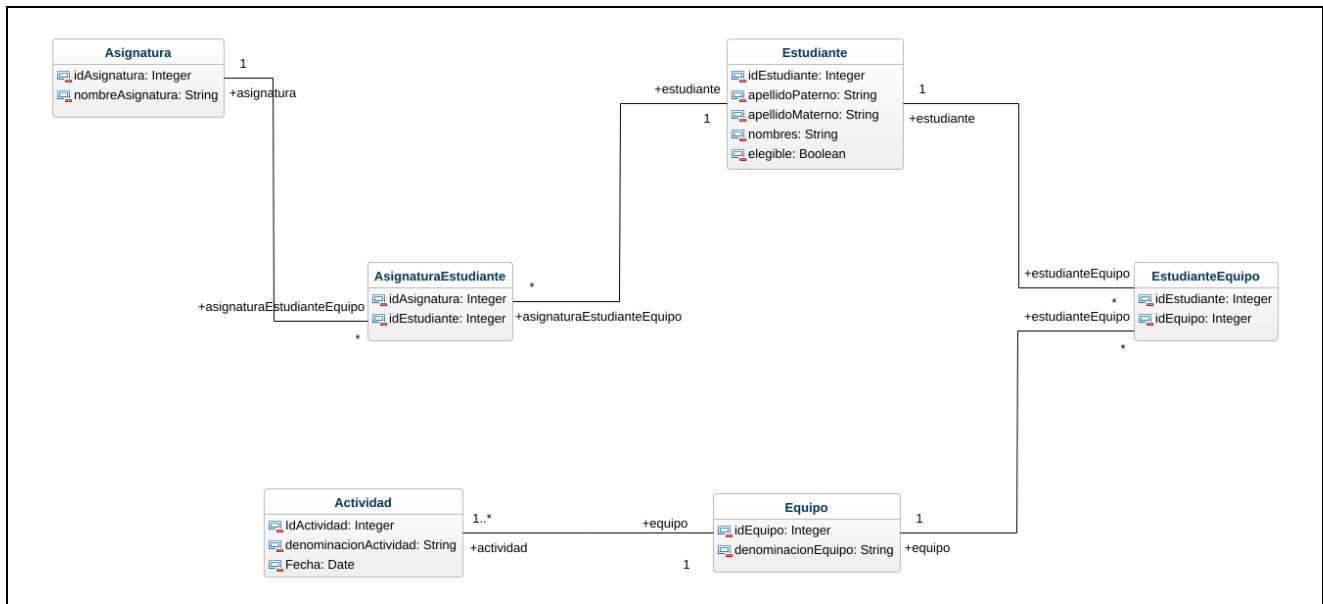 Asignatura
idAsignatura: Integer
nombreAsignatura: String
1
+asignatura
Estudiante
idEstudiante: Integer
apellidoPaterno: String
apellidoMaterno: String
nombres: String
elegible: Boolean
+estudiante
1
1
+estudiante
AsignaturaEstudiante
idAsignatura: Integer
idEstudiante: Integer
+asignaturaEstudianteEquipo
*
*
+asignaturaEstudianteEquipo
+estudianteEquipo
*
+estudianteEquipo
*
EstudianteEquipo
idEstudiante: Integer
idEquipo: Integer
Actividad
IdActividad: Integer
denominacionActividad: String
Fecha: Date
1..*
+actividad
+equipo
1
Equipo
idEquipo: Integer
denominacionEquipo: String
1
+equipo